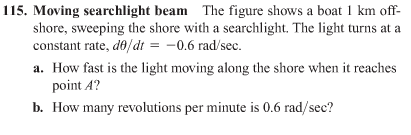 115. Moving searchlight beam The figure shows a boat 1 km off-
shore, sweeping the shore with a searchlight. The light turns at a
constant rate, dθ/dt = −0.6 rad/sec.
a. How fast is the light moving along the shore when it reaches
point A?
b. How many revolutions per minute is 0.6 rad/sec?